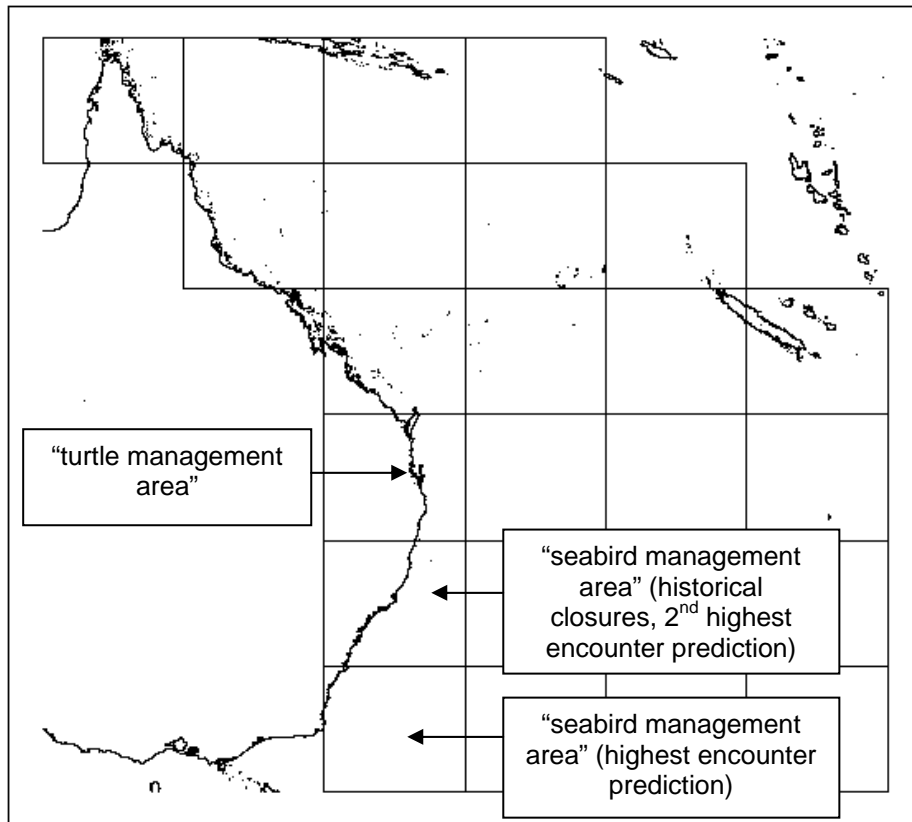 “turtle management
area”
“seabird management
area” (historical
closures, 2nd highest
encounter prediction)
“seabird management
area” (highest encounter
prediction)